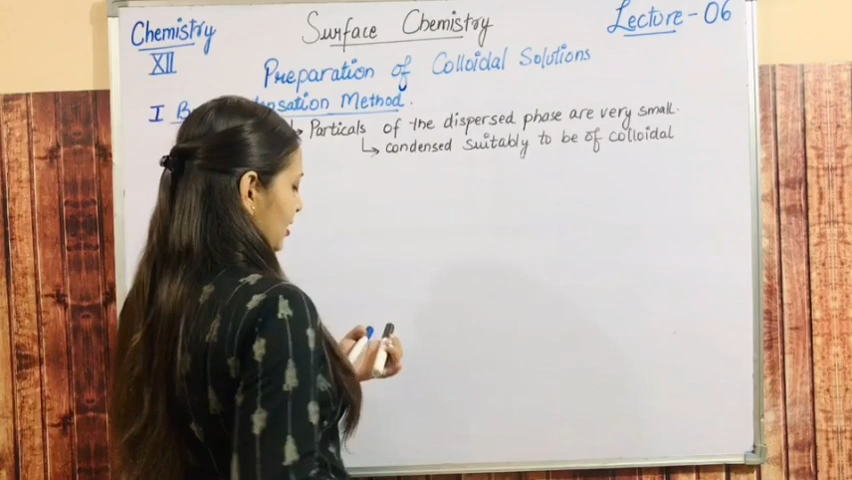 Chemistry
XII
Surface Chemistry
Lecture-06
Preparation of Colloidal Solutions
I Method.
Particals of the dispersed phase are very small.
condensed suitably to be of colloidal